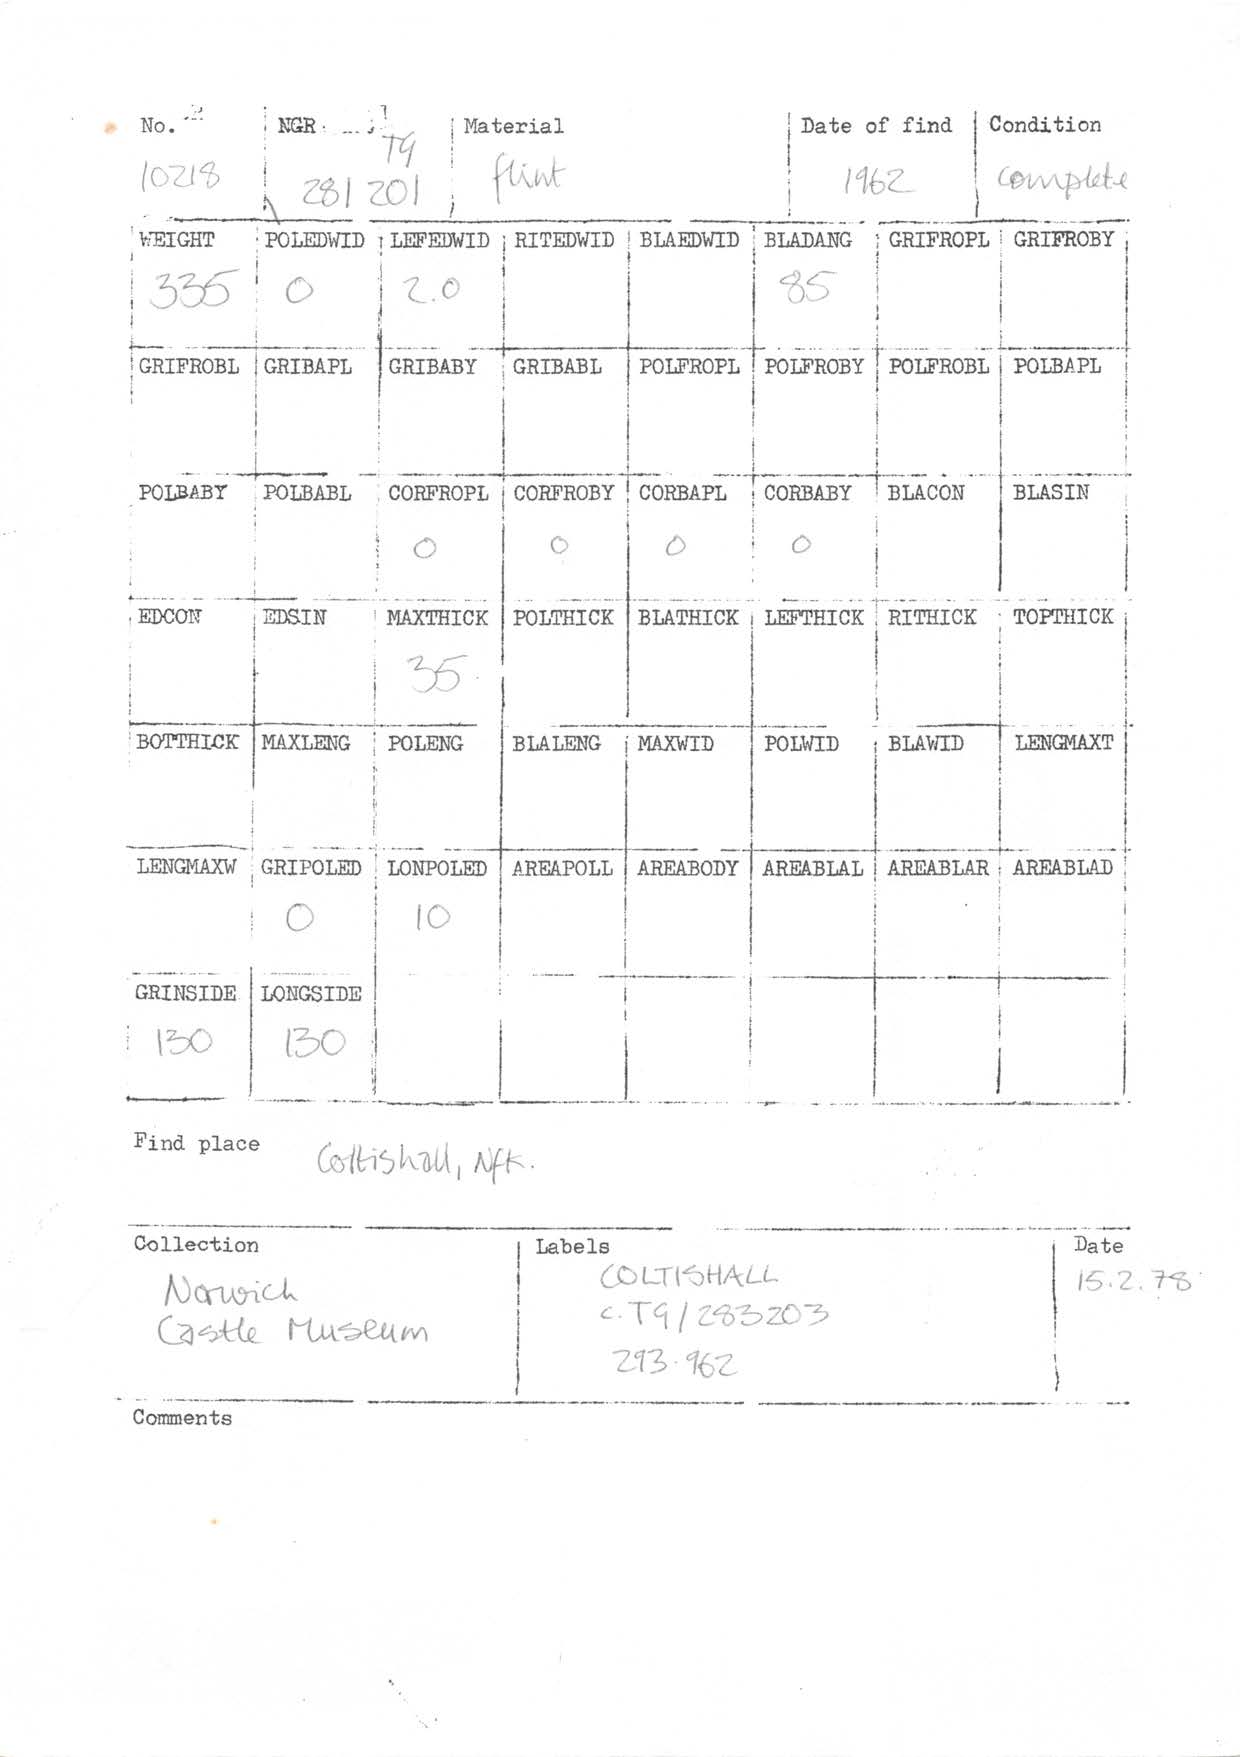 No. NGR Material Date of find Condition
10218 TG 281 201 flint 1962 complete
WEIGHT POLEDWID LEFEDWID RITEDWID BLAEDWID BLADANG GRIFROPL GRIFROBY
335 0 2.0 85
GRIFROBL GRIBAPL GRIBABY GRIBABL POLFROPL POLFROBY POLFROBL POLBAPL
POLBABY POLBABL CORFROPL CORFROBY CORBAPL CORBABY BLACON BLASIN
0 0 0 0
EDCON EDSIN MAXTHICK POLTHICK BLATHICK LEFTHICK RITHICK TOPTHICK
35
BOTTHICK MAXLENG POLENG BLALENG MAXWID POLWID BLAWID LENGMAXT
LENGMAXW GRIPOLED LONPOLED AREAPOLL AREABODY AREABLAL AREABLAR AREABLAD
0 10
GRINSIDE LONGSIDE
130 130
Find place Coltishall, Nfk.
Collection Labels Date
Norwich COLTISHALL 15.2.78
Castle Museum c.TG/283203
293.962
Comments